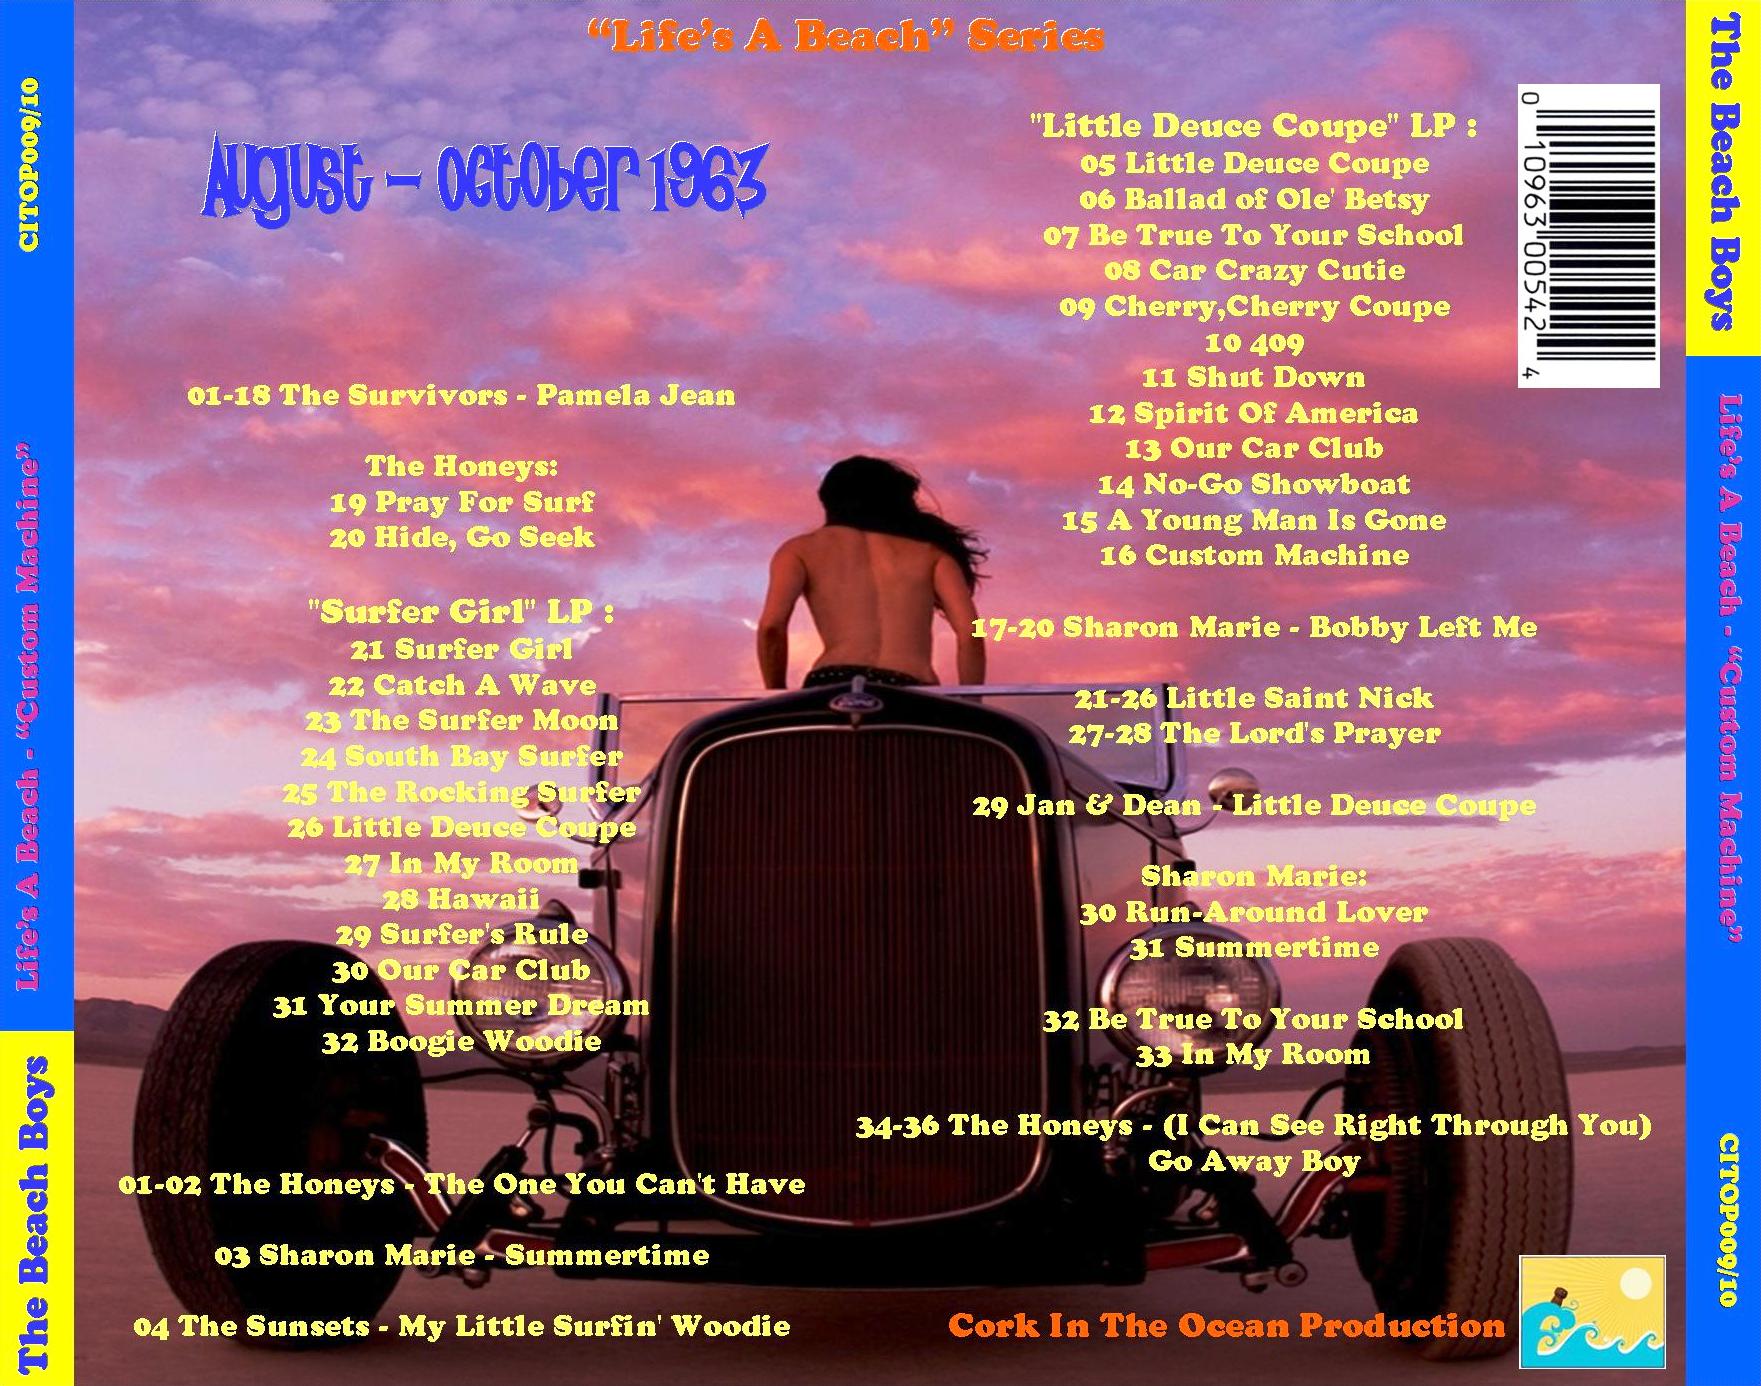 “Life’s A Beach” Series
August – October 1963
01-18 The Survivors - Pamela Jean
The Honeys:
19 Pray For Surf
20 Hide, Go Seek
"Surfer Girl" LP :
21 Surfer Girl
22 Catch A Wave
23 The Surfer Moon
24 South Bay Surfer
25 The Rocking Surfer
26 Little Deuce Coupe
27 In My Room
28 Hawaii
29 Surfer's Rule
30 Our Car Club
31 Your Summer Dream
32 Boogie Woodie
01-02 The Honeys - The One You Can't Have
03 Sharon Marie - Summertime
04 The Sunsets - My Little Surfin' Woodie
"Little Deuce Coupe" LP :
05 Little Deuce Coupe
06 Ballad of Ole' Betsy
07 Be True To Your School
08 Car Crazy Cutie
09 Cherry,Cherry Coupe
10 409
11 Shut Down
12 Spirit Of America
13 Our Car Club
14 No-Go Showboat
15 A Young Man Is Gone
16 Custom Machine
17-20 Sharon Marie - Bobby Left Me
21-26 Little Saint Nick
27-28 The Lord's Prayer
29 Jan & Dean - Little Deuce Coupe
Sharon Marie:
30 Run-Around Lover
31 Summertime
32 Be True To Your School
33 In My Room
34-36 The Honeys - (I Can See Right Through You)
Go Away Boy
Cork In The Ocean Production
0 10963 00542 4
Ford
The Beach Boys
Life’s A Beach - “Custom Machine”
CITOP009/10
The Beach Boys
Life’s A Beach - “Custom Machine”
CITOP009/10